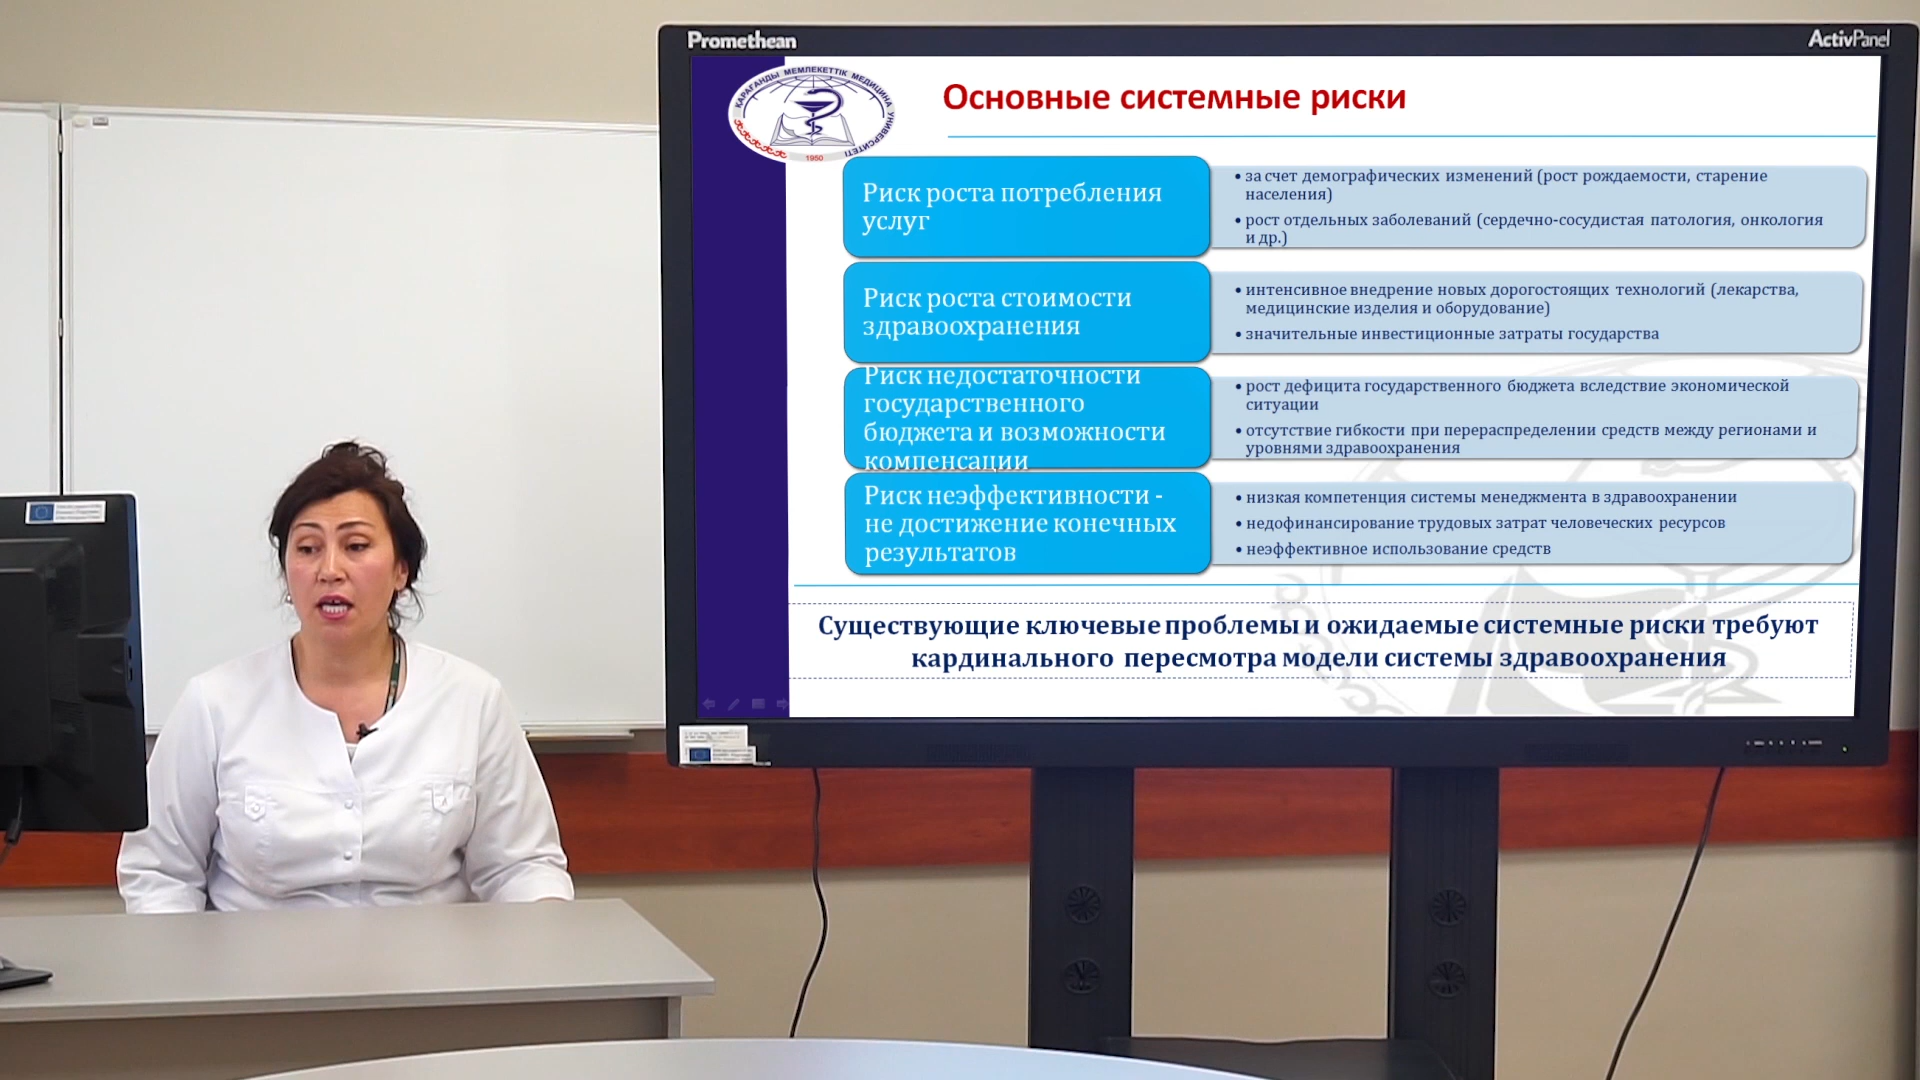 Promethean
ActivPanel
ҚАРАҒАНДЫ МЕМЛЕКЕТТІК МЕДИЦИНА УНИВЕРСИТЕТІ
1950
Основные системные риски
Риск роста потребления
услуг
• за счет демографических изменений (рост рождаемости, старение
населения)
• рост отдельных заболеваний (сердечно-сосудистая патология, онкология
и др.)
Риск роста стоимости
здравоохранения
• интенсивное внедрение новых дорогостоящих технологий (лекарства,
медицинские изделия и оборудование)
• значительные инвестиционные затраты государства
Риск недостаточности
государственного
бюджета и возможности
компенсации
• рост дефицита государственного бюджета вследствие экономической
ситуации
• отсутствие гибкости при перераспределении средств между регионами и
уровнями здравоохранения
Риск неэффективности -
не достижение конечных
результатов
• низкая компетенция системы менеджмента в здравоохранении
• недофинансирование трудовых затрат человеческих ресурсов
• неэффективное использование средств
Существующие ключевые проблемы и ожидаемые системные риски требуют
кардинального пересмотра модели системы здравоохранения